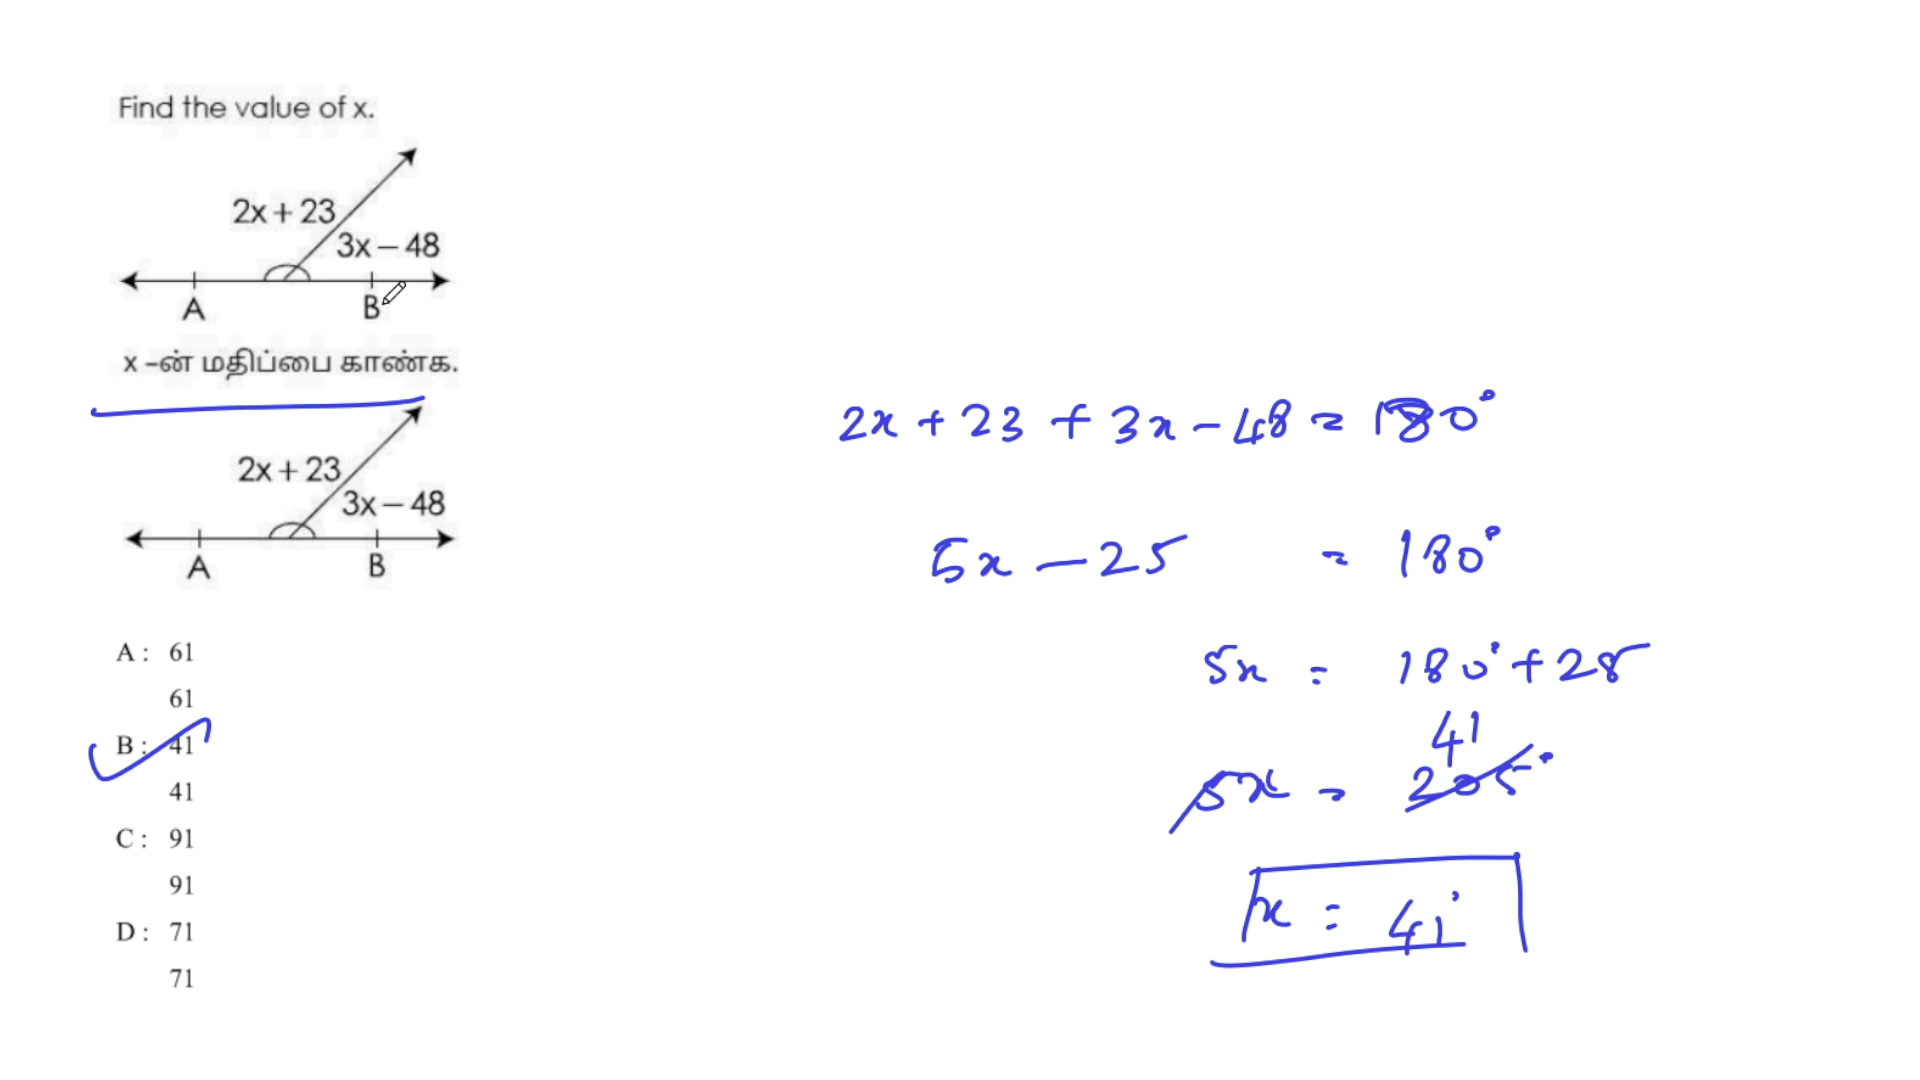 Find the value of x.
2x + 23
3x – 48
A B
x –ன் மதிப்பை காண்க.
2x + 23
3x – 48
A B
A : 61
61
B : 41
41
C : 91
91
D : 71
71
2x + 23 + 3x - 48 = 180°
5x - 25 = 180°
5x = 180° + 25
41
5x = 205°
x = 41°